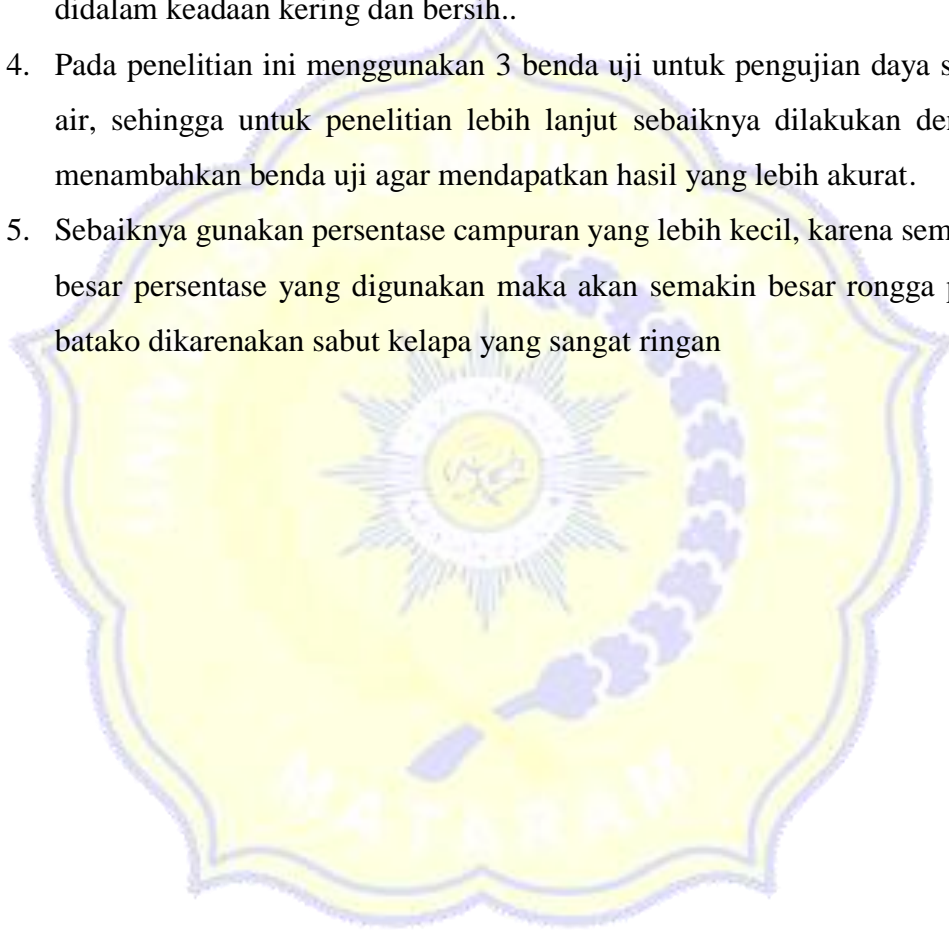 didalam keadaan kering dan bersih..
4. Pada penelitian ini menggunakan 3 benda uji untuk pengujian daya s
air, sehingga untuk penelitian lebih lanjut sebaiknya dilakukan de
menambahkan benda uji agar mendapatkan hasil yang lebih akurat.
5. Sebaiknya gunakan persentase campuran yang lebih kecil, karena sem
besar persentase yang digunakan maka akan semakin besar rongga p
batako dikarenakan sabut kelapa yang sangat ringan
MATARAM